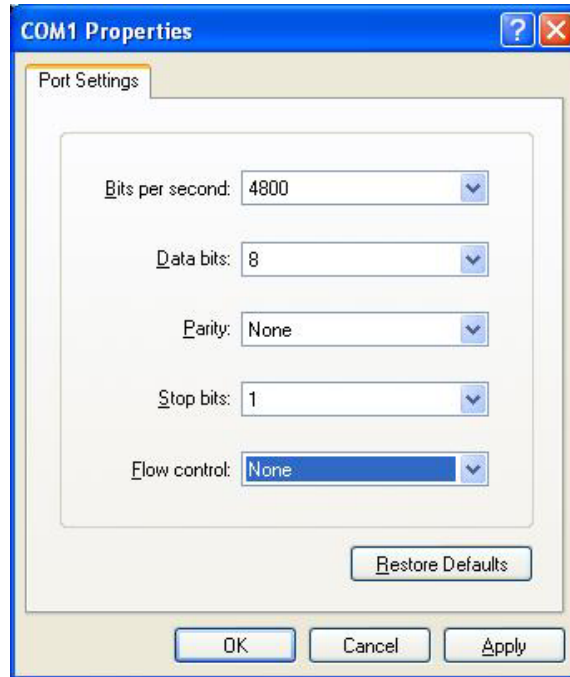 COM1 Properties
Port Settings
Bits per second: 4800
Data bits: 8
Parity: None
Stop bits: 1
Flow control: None
Restore Defaults
OK Cancel Apply